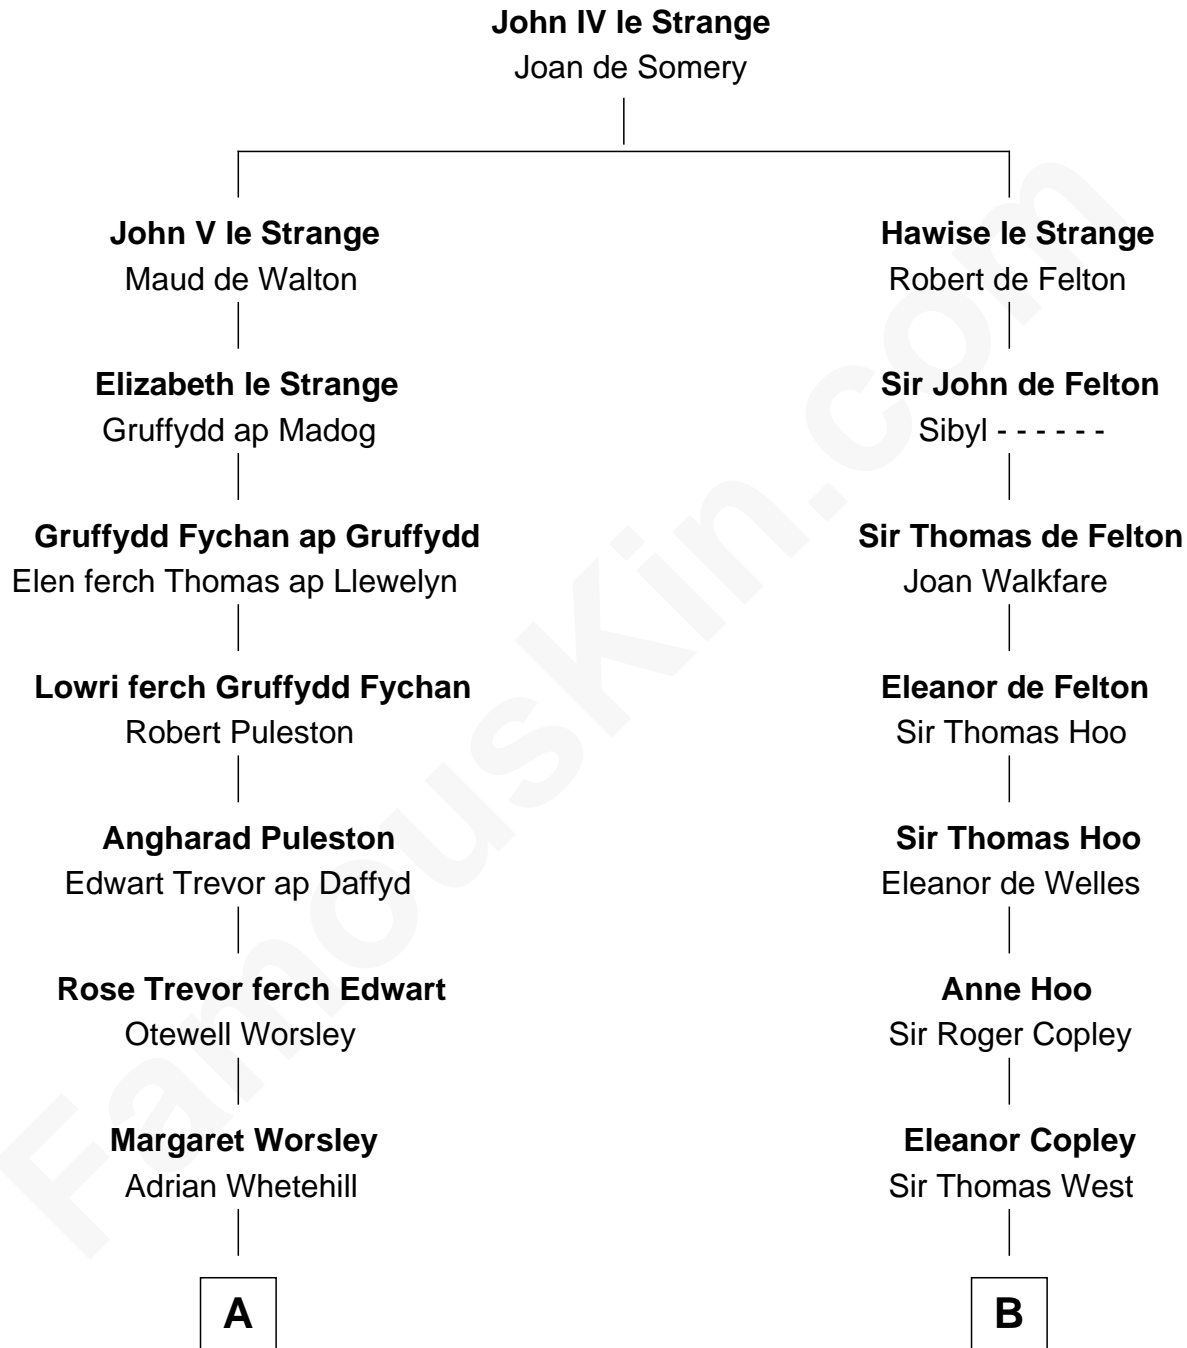 John IV le Strange
Joan de Somery
John V le Strange
Maud de Walton
Hawise le Strange
Robert de Felton
Elizabeth le Strange
Gruffydd ap Madog
Sir John de Felton
Sibyl - - - - - -
Gruffydd Fychan ap Gruffydd
Elen ferch Thomas ap Llewelyn
Sir Thomas de Felton
Joan Walkfare
Lowri ferch Gruffydd Fychan
Robert Puleston
Eleanor de Felton
Sir Thomas Hoo
Angharad Puleston
Edwart Trevor ap Daffyd
Sir Thomas Hoo
Eleanor de Welles
Rose Trevor ferch Edwart
Otewell Worsley
Anne Hoo
Sir Roger Copley
Margaret Worsley
Adrian Whetehill
Eleanor Copley
Sir Thomas West
A
B
FamousKin.com